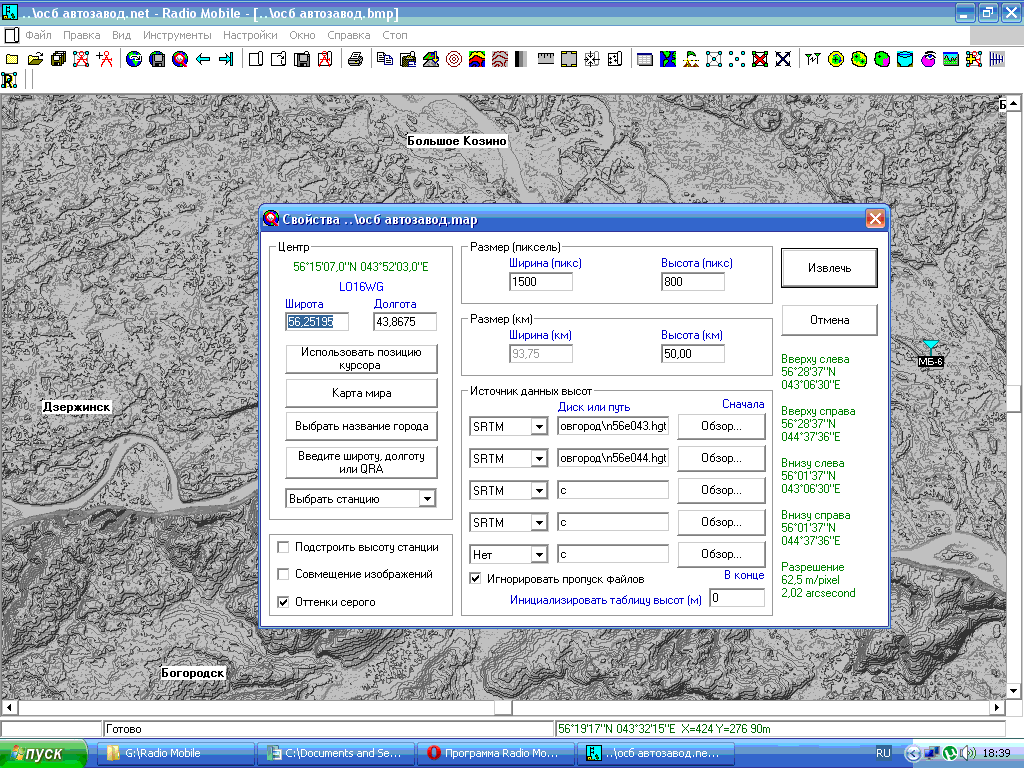 ..\осб автозавод.net - Radio Mobile - [..\осб автозавод.bmp]
Файл Правка Вид Инструменты Настройки Окно Справка Стоп
Большое Козино
Дзержинск
Богородск
МБ-6
Б
Свойства ..\осб автозавод.map
Центр
56°15'07,0''N 043°52'03,0''E
LO16WG
Широта Долгота
56,25195 43,8675
Использовать позицию
курсора
Карта мира
Выбрать название города
Введите широту, долготу
или QRA
Выбрать станцию
Подстроить высоту станции
Совмещение изображений
Оттенки серого
Размер (пиксель)
Ширина (пикс) Высота (пикс)
1500 800
Размер (км)
Ширина (км) Высота (км)
93,75 50,00
Источник данных высот
Диск или путь Сначала
SRTM овгород\n56e043.hgt Обзор...
SRTM овгород\n56e044.hgt Обзор...
SRTM c Обзор...
SRTM c Обзор...
Нет c Обзор...
Игнорировать пропуск файлов В конце
Инициализировать таблицу высот (м) 0
Извлечь
Отмена
Вверху слева
56°28'37''N
043°06'30''E
Вверху справа
56°28'37''N
044°37'36''E
Внизу слева
56°01'37''N
043°06'30''E
Внизу справа
56°01'37''N
044°37'36''E
Разрешение
62,5 m/pixel
2,02 arcsecond
Готово 56°19'17''N 043°32'15''E X=424 Y=276 90m
пуск G:\Radio Mobile C:\Documents and Se... Программа Radio Mo... ..\осб автозавод.ne... RU 18:39